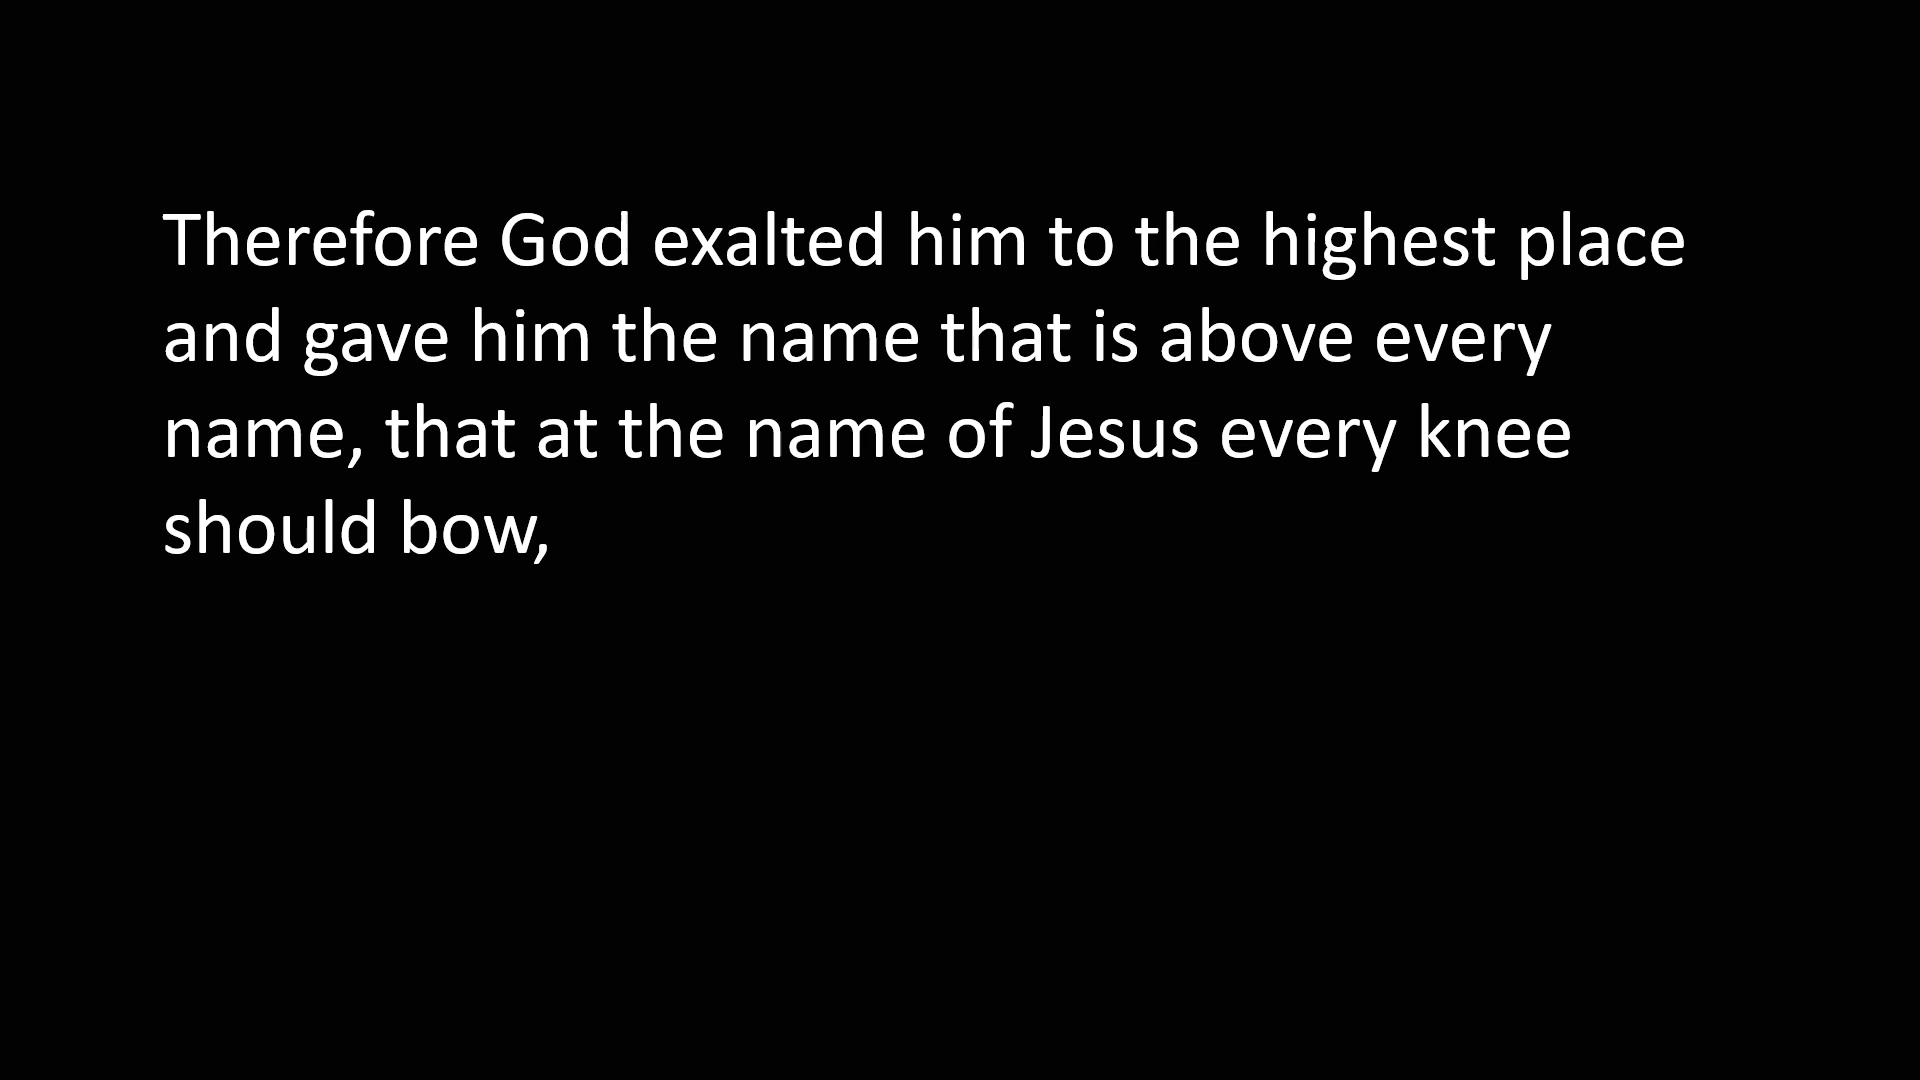 Therefore God exalted him to the highest place
and gave him the name that is above every
name, that at the name of Jesus every knee
should bow,